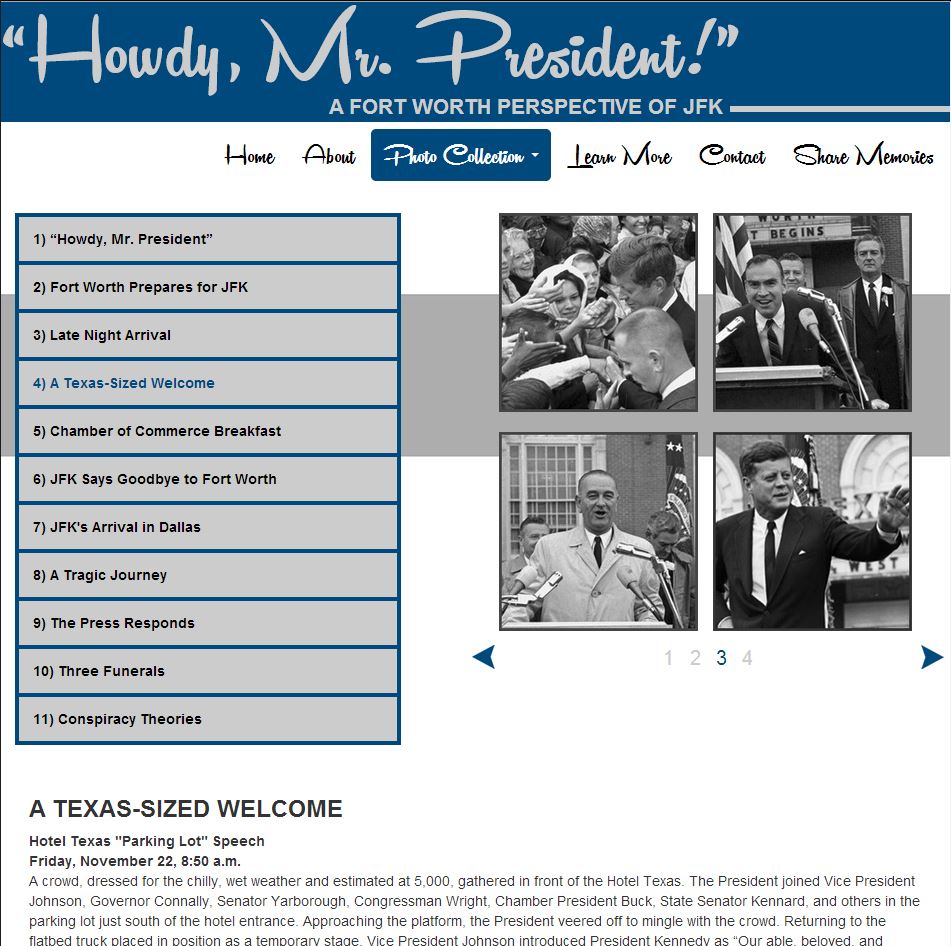 “Howdy, Mr. President!”
A FORT WORTH PERSPECTIVE OF JFK
Home About Photo Collection Learn More Contact Share Memories
1) “Howdy, Mr. President”
2) Fort Worth Prepares for JFK
3) Late Night Arrival
4) A Texas-Sized Welcome
5) Chamber of Commerce Breakfast
6) JFK Says Goodbye to Fort Worth
7) JFK's Arrival in Dallas
8) A Tragic Journey
9) The Press Responds
10) Three Funerals
11) Conspiracy Theories
WORTH
T BEGINS
WEST
1 2 3 4
A TEXAS-SIZED WELCOME
Hotel Texas "Parking Lot" Speech
Friday, November 22, 8:50 a.m.
A crowd, dressed for the chilly, wet weather and estimated at 5,000, gathered in front of the Hotel Texas. The President joined Vice President
Johnson, Governor Connally, Senator Yarborough, Congressman Wright, Chamber President Buck, State Senator Kennard, and others in the
parking lot just south of the hotel entrance. Approaching the platform, the President veered off to mingle with the crowd. Returning to the
flatbed truck placed in position as a temporary stage, Vice President Johnson introduced President Kennedy as “Our able, beloved, and